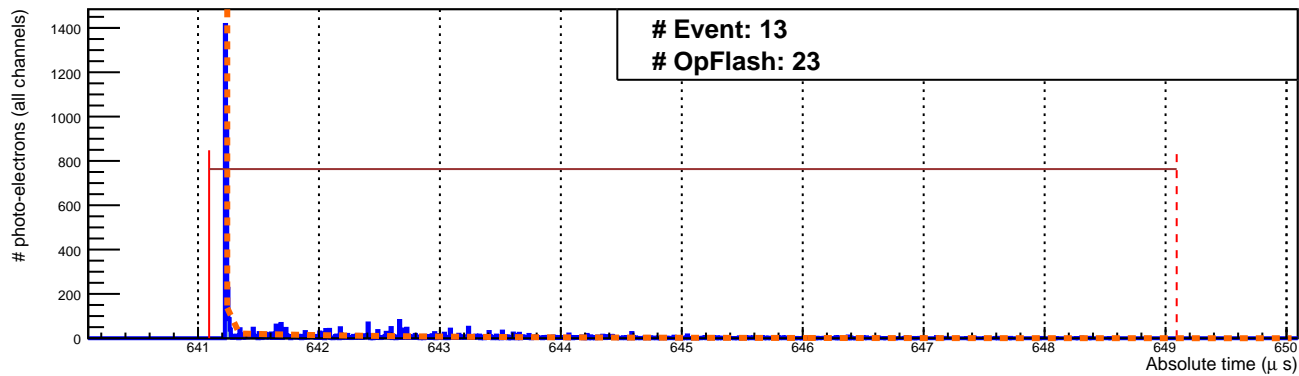 # Event: 13
# OpFlash: 23
# photo-electrons (all channels)
1400
1200
1000
800
600
400
200
0
641 642 643 644 645 646 647 648 649 650
Absolute time (μ s)